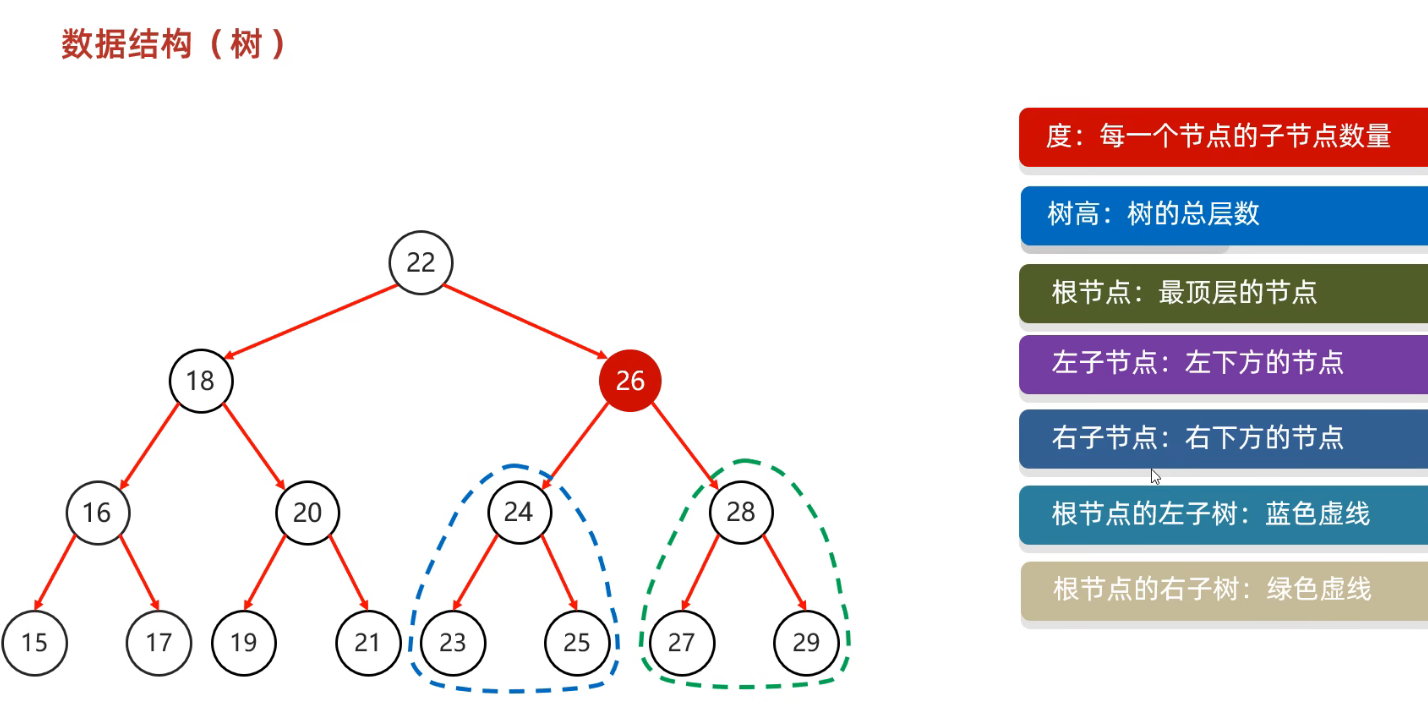 数据结构（树）
度：每一个节点的子节点数量
树高：树的总层数
根节点：最顶层的节点
左子节点：左下方的节点
右子节点：右下方的节点
根节点的左子树：蓝色虚线
根节点的右子树：绿色虚线
22
18 26
16 20 24 28
15 17 19 21 23 25 27 29